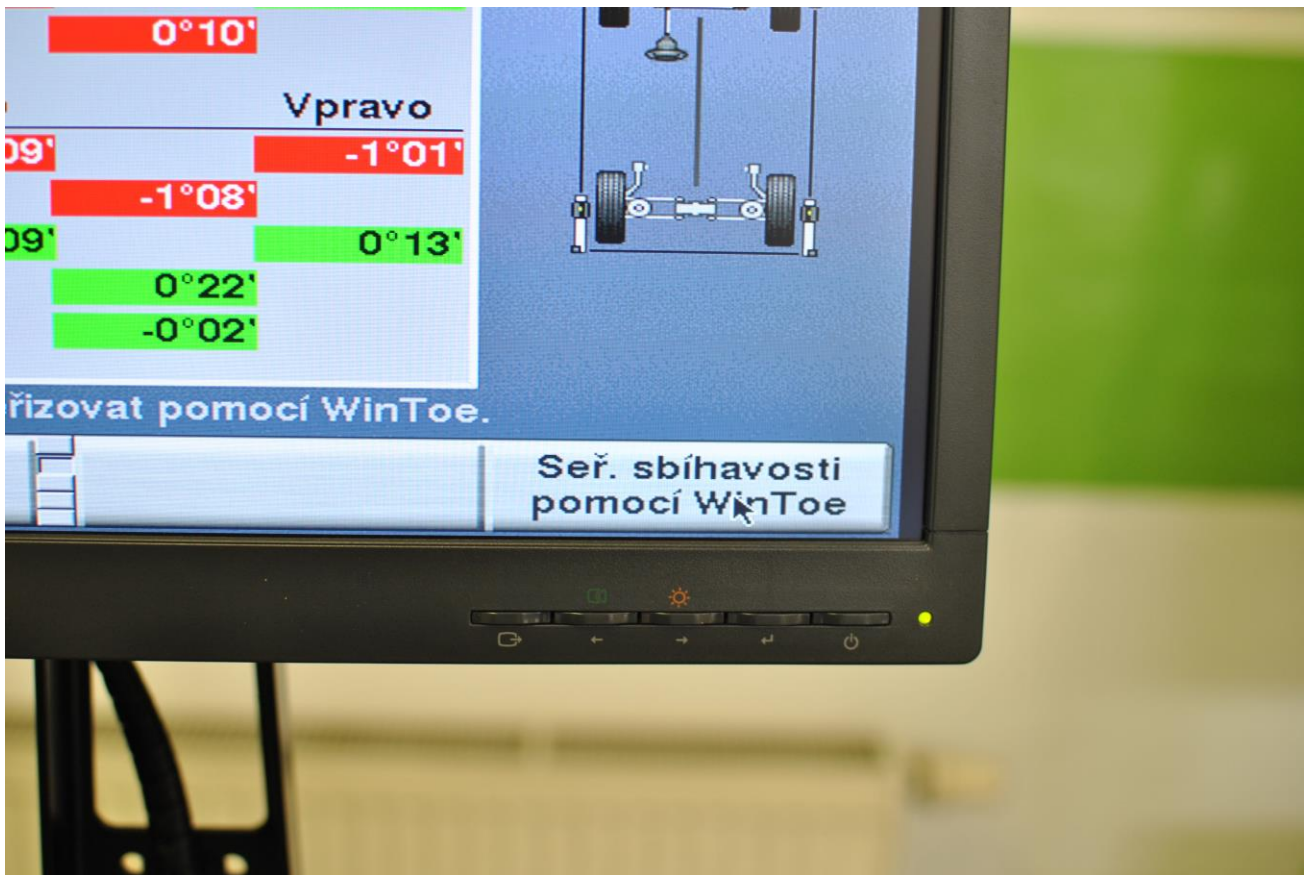 0°10'
Vpravo
09' -1°01'
-1°08'
09' 0°13'
0°22'
-0°02'
řizovat pomocí WinToe.
Seř. sbíhavosti
pomocí WinToe